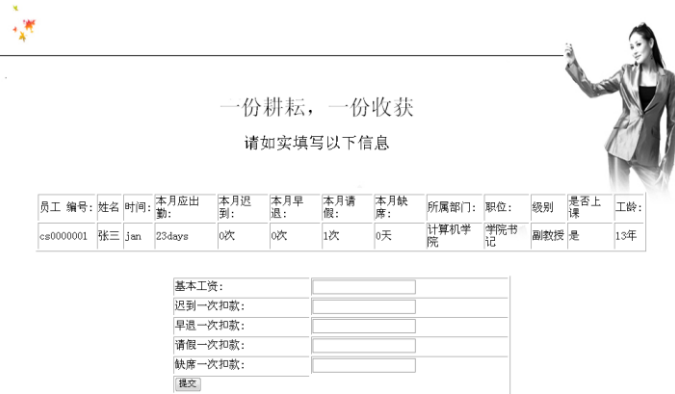 一份耕耘，一份收获
请如实填写以下信息
员工 编号: 姓名 时间: 本月应出勤: 本月迟到: 本月早退: 本月请假: 本月缺席: 所属部门: 职位: 级别 是否上课 工龄:
cs0000001 张三 jan 23days 0次 0次 1次 0天 计算机学院 学院书记 副教授 是 13年
基本工资:
迟到一次扣款:
早退一次扣款:
请假一次扣款:
缺席一次扣款:
提交